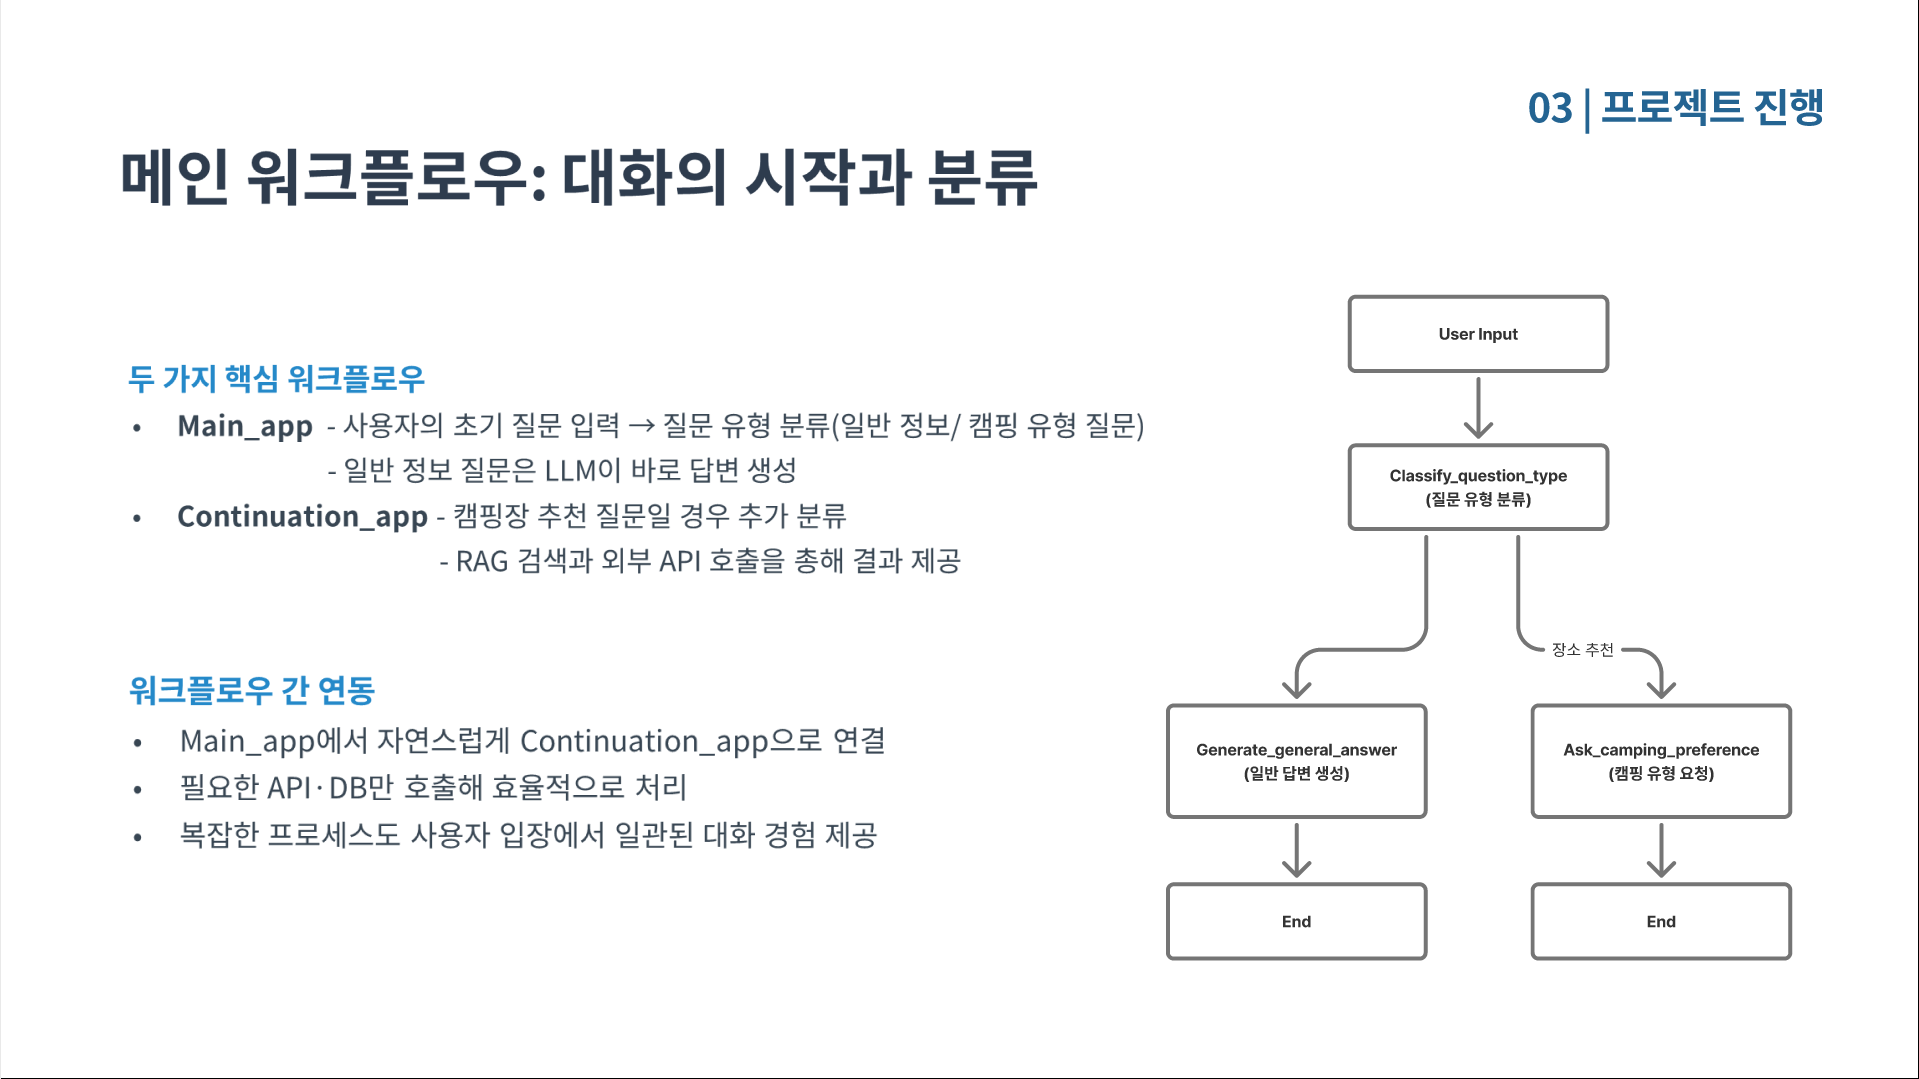 03 | 프로젝트 진행
메인 워크플로우: 대화의 시작과 분류
두 가지 핵심 워크플로우
• Main_app - 사용자의 초기 질문 입력 → 질문 유형 분류(일반 정보/ 캠핑 유형 질문)
- 일반 정보 질문은 LLM이 바로 답변 생성
• Continuation_app - 캠핑장 추천 질문일 경우 추가 분류
- RAG 검색과 외부 API 호출을 총해 결과 제공
워크플로우 간 연동
• Main_app에서 자연스럽게 Continuation_app으로 연결
• 필요한 API·DB만 호출해 효율적으로 처리
• 복잡한 프로세스도 사용자 입장에서 일관된 대화 경험 제공
User Input
Classify_question_type
(질문 유형 분류)
장소 추천
Generate_general_answer
(일반 답변 생성)
Ask_camping_preference
(캠핑 유형 요청)
End
End